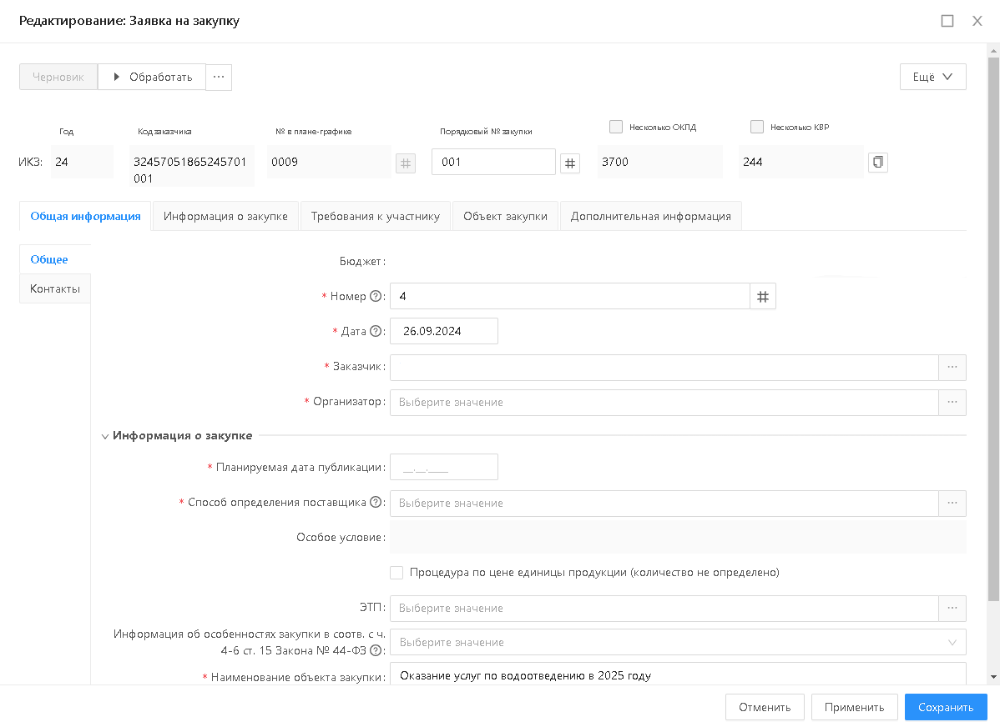 Редактирование: Заявка на закупку
Черновик Обработать ... Ещё
Год Код заказчика № в плане-графике Порядковый № закупки Несколько ОКПД Несколько КВР
ИКЗ: 24 32457051865245701 0009 # 001 # 3700 244
001
Общая информация Информация о закупке Требования к участнику Объект закупки Дополнительная информация
Общее
Контакты
Бюджет:
* Номер ?: 4 #
* Дата ?: 26.09.2024
* Заказчик: ...
* Организатор: Выберите значение ...
Информация о закупке
* Планируемая дата публикации: __.__.____
* Способ определения поставщика ?: Выберите значение ...
Особое условие:
Процедура по цене единицы продукции (количество не определено)
ЭТП: Выберите значение ...
Информация об особенностях закупки в соотв. с ч.
4-6 ст. 15 Закона № 44-ФЗ ?: Выберите значение
* Наименование объекта закупки: Оказание услуг по водоотведению в 2025 году
Отменить Применить Сохранить